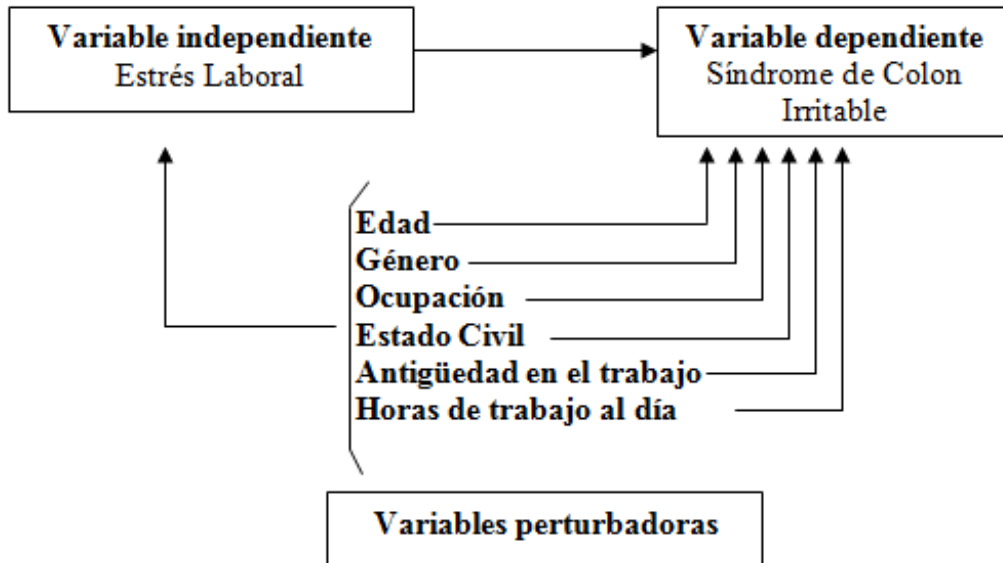 Variable independiente
Estrés Laboral
Variable dependiente
Síndrome de Colon
Irritable
Edad
Género
Ocupación
Estado Civil
Antigüedad en el trabajo
Horas de trabajo al día
Variables perturbadoras